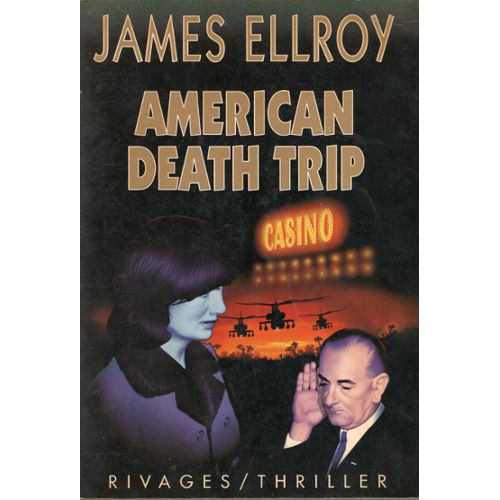 JAMES ELLROY
AMERICAN
DEATH TRIP
CASINO
RIVAGES/THRILLER